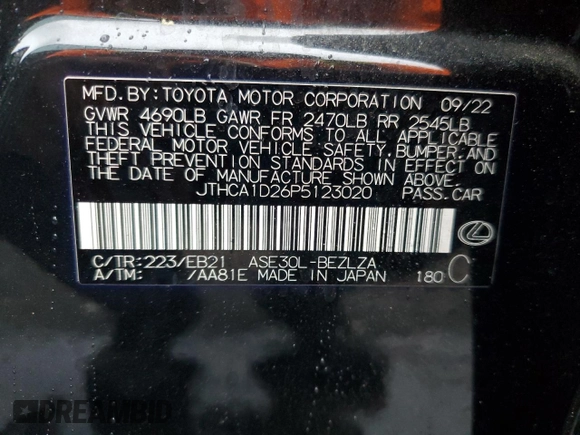 MFD.BY:TOYOTA MOTOR CORPORATION 09/22
GVWR 4690LB GAWR FR 2470LB RR 2545LB
THIS VEHICLE CONFORMS TO ALL APPLICABLE
FEDERAL MOTOR VEHICLE SAFETY,BUMPER,AND
THEFT PREVENTION STANDARDS IN EFFECT ON
THE DATE OF MANUFACTURE SHOWN ABOVE.
JTHCA1D26P5123020 PASS.CAR
C/TR:223/EB21 ASE30L-BEZLZA
A/TM: /AA81E MADE IN JAPAN 180 C
DREAMBID